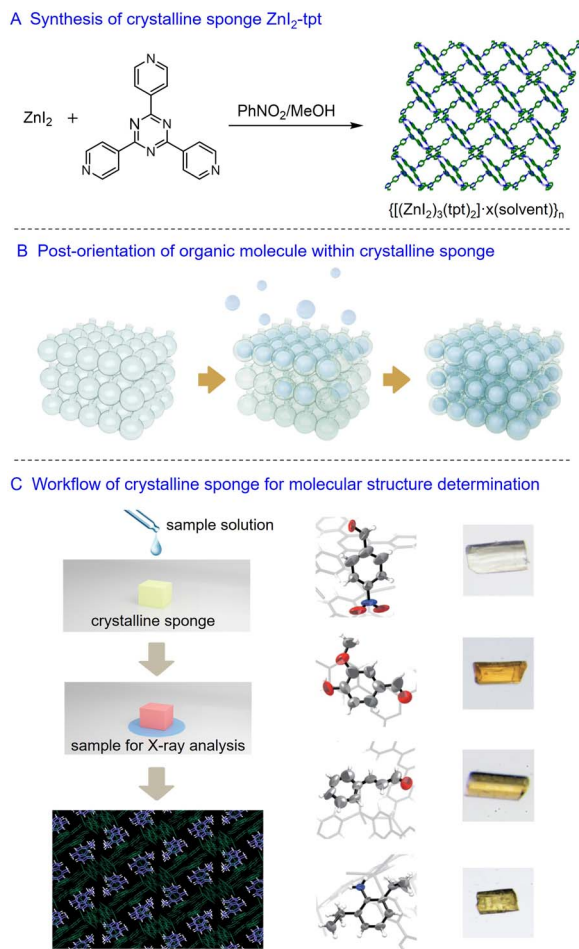 A Synthesis of crystalline sponge ZnI₂-tpt
N
N N
ZnI₂ + N
N N
PhNO₂/MeOH
{[(ZnI₂)₃(tpt)₂]·x(solvent)}ₙ
B Post-orientation of organic molecule within crystalline sponge
C Workflow of crystalline sponge for molecular structure determination
sample solution
crystalline sponge
sample for X-ray analysis